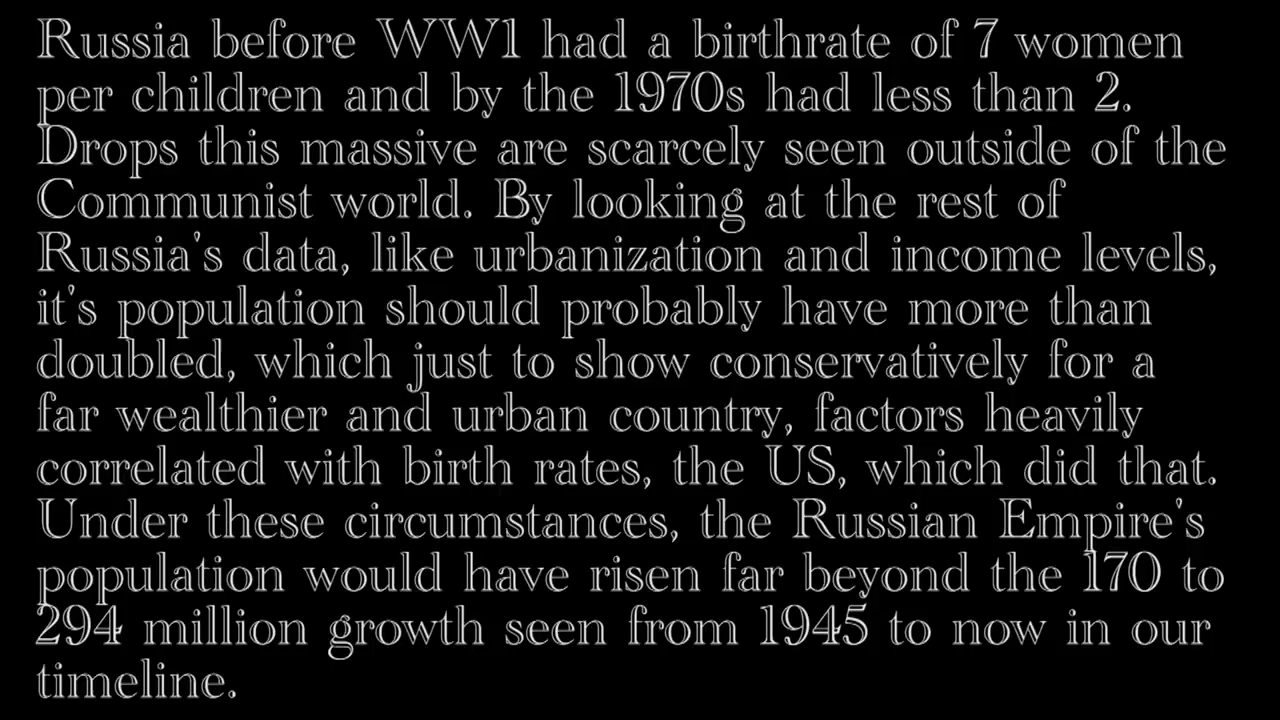 Russia before WW1 had a birthrate of 7 women
per children and by the 1970s had less than 2.
Drops this massive are scarcely seen outside of the
Communist world. By looking at the rest of
Russia's data, like urbanization and income levels,
it's population should probably have more than
doubled, which just to show conservatively for a
far wealthier and urban country, factors heavily
correlated with birth rates, the US, which did that.
Under these circumstances, the Russian Empire's
population would have risen far beyond the 170 to
294 million growth seen from 1945 to now in our
timeline.